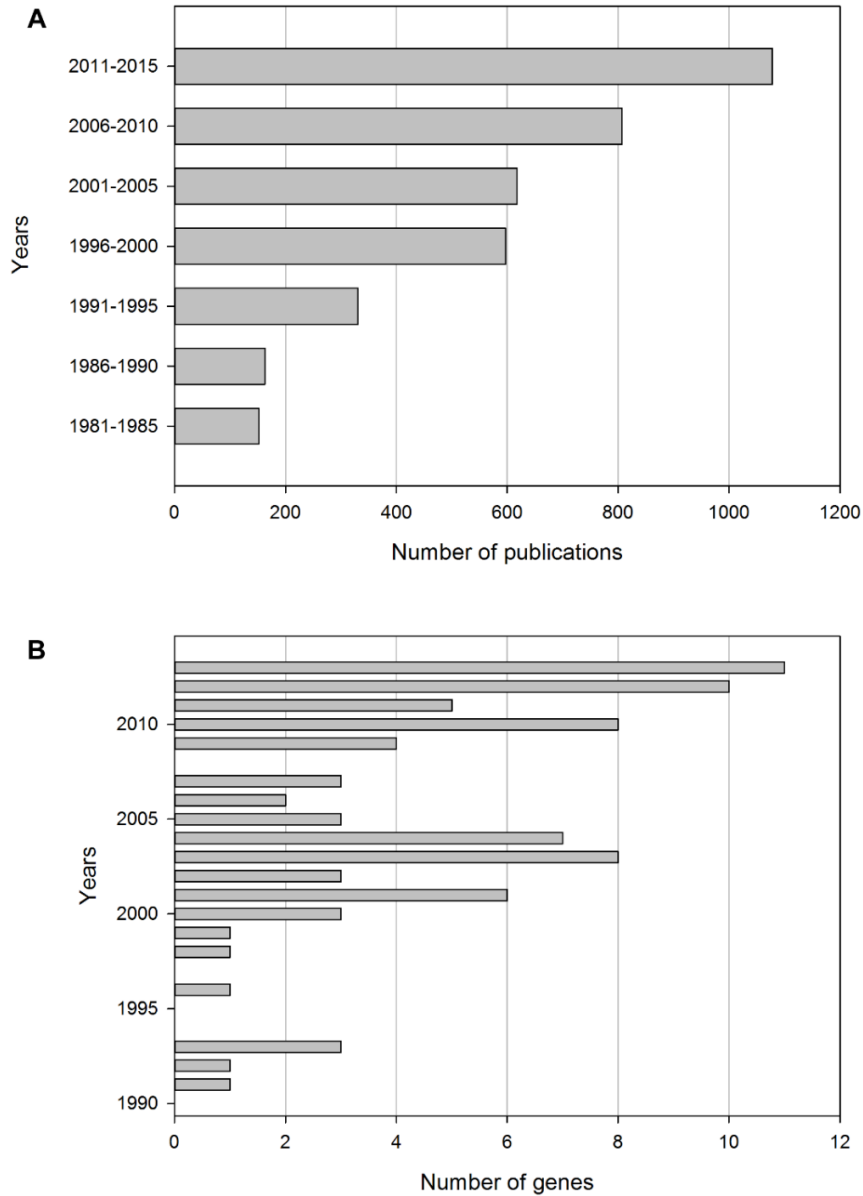 A
2011-2015
2006-2010
2001-2005
1996-2000
1991-1995
1986-1990
1981-1985
Years
0 200 400 600 800 1000 1200
Number of publications
B
2010
2005
2000
1995
1990
Years
0 2 4 6 8 10 12
Number of genes